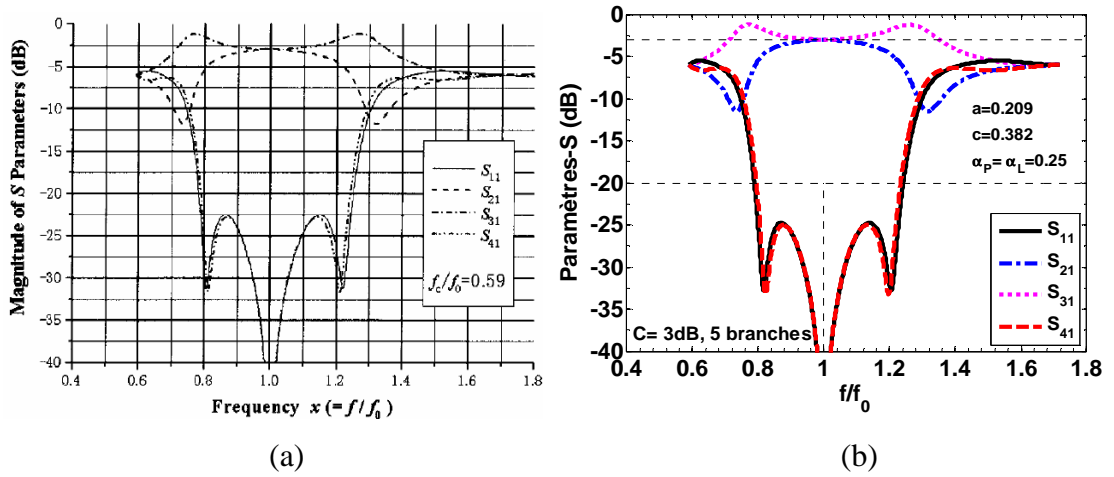 Magnitude of S Parameters (dB)
0
-5
-10
-15
-20
-25
-30
-35
-40
S11
S21
S31
S41
fc/f0=0.59
0.4 0.6 0.8 1.0 1.2 1.4 1.6 1.8
Frequency x (= f / f0)
(a)
Paramètres-S (dB)
0
-5
-10
-15
-20
-25
-30
-35
-40
a=0.209
c=0.382
αP= αL=0.25
S11
S21
S31
S41
C= 3dB, 5 branches
0.4 0.6 0.8 1 1.2 1.4 1.6 1.8
f/f0
(b)